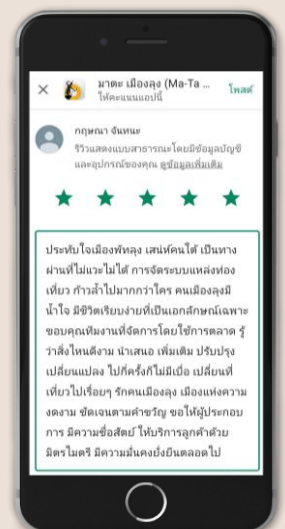 มาตะ เมืองลุง (Ma-Ta ...
ให้คะแนนแอปนี้
โพสต์
กฤษณา จันทนะ
รีวิวแสดงแบบสาธารณะโดยมีข้อมูลบัญชี
และอุปกรณ์ของคุณ ดูข้อมูลเพิ่มเติม
ประทับใจเมืองพัทลุง เสน่ห์คนใต้ เป็นทาง
ผ่านที่ไม่แวะไม่ได้ การจัดระบบแหล่งท่อง
เที่ยว ก้าวล้ำไปมากกว่าใคร คนเมืองลุงมี
น้ำใจ มีชีวิตเรียบง่ายที่เป็นเอกลักษณ์เฉพาะ
ขอบคุณทีมงานที่จัดการโดยใช้การตลาด รู้
ว่าสิ่งไหนดีงาม นำเสนอ เพิ่มเติม ปรับปรุง
เปลี่ยนแปลง ไปกี่ครั้งก็ไม่มีเบื่อ เปลี่ยนที่
เที่ยวไปเรื่อยๆ รักคนเมืองลุง เมืองแห่งความ
งดงาม ชัดเจนตามคำขวัญ ขอให้ผู้ประกอบ
การ มีความซื่อสัตย์ ให้บริการลูกค้าด้วย
มิตรไมตรี มีความมั่นคงยั่งยืนตลอดไป